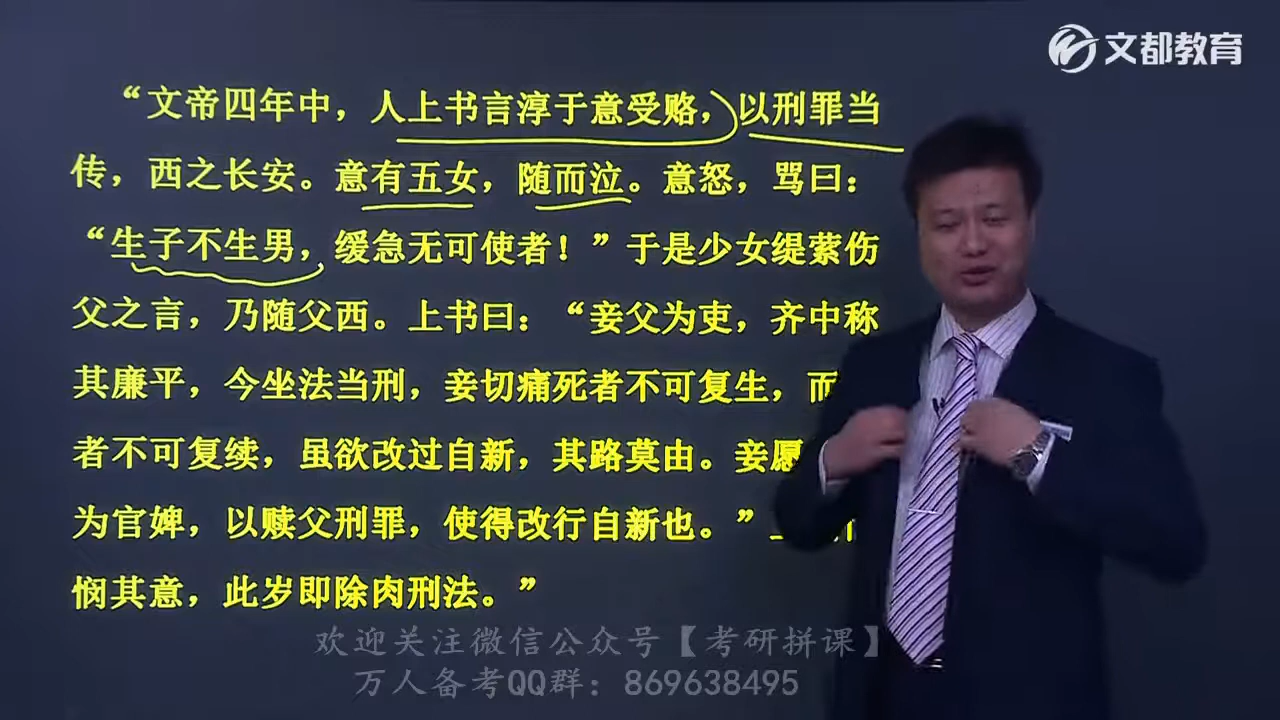 文都教育
“文帝四年中，人上书言淳于意受赂，以刑罪当
传，西之长安。意有五女，随而泣。意怒，骂曰：
“生子不生男，缓急无可使者！”于是少女缇萦伤
父之言，乃随父西。上书曰：“妾父为吏，齐中称
其廉平，今坐法当刑，妾切痛死者不可复生，而
者不可复续，虽欲改过自新，其路莫由。妾愿
为官婢，以赎父刑罪，使得改行自新也。”
悯其意，此岁即除肉刑法。”
欢迎关注微信公众号【考研拼课】
万人备考QQ群：869638495